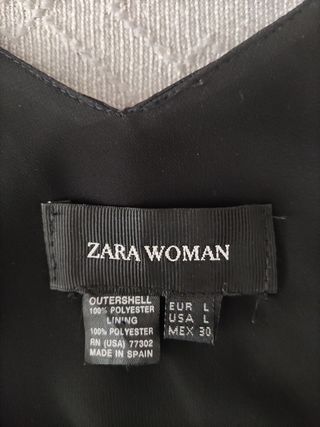 ZARA WOMAN
OUTERSHELL
100% POLYESTER
LINING
100% POLYESTER
RN (USA) 77302
MADE IN SPAIN
EUR L
USA L
MEX 30